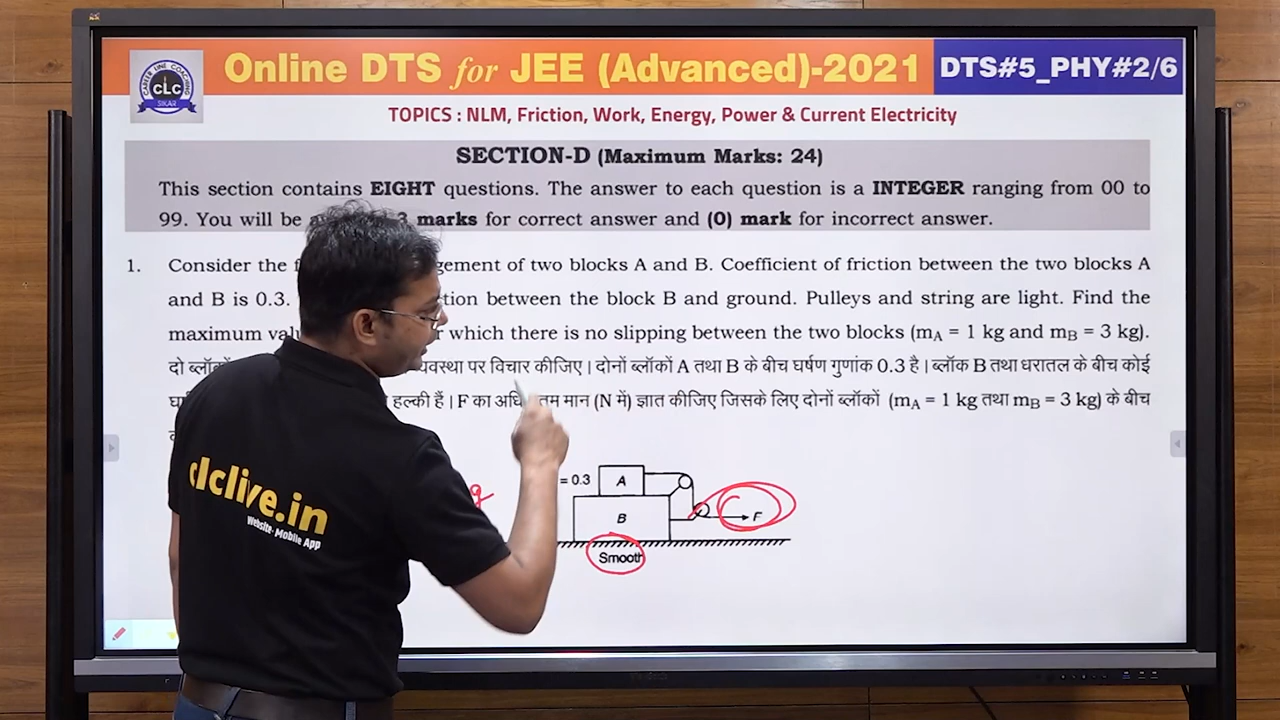 CAREER LINE COACHING
CLC
SIKAR
Online DTS for JEE (Advanced)-2021
DTS#5_PHY#2/6
TOPICS : NLM, Friction, Work, Energy, Power & Current Electricity
SECTION-D (Maximum Marks: 24)
This section contains EIGHT questions. The answer to each question is a INTEGER ranging from 00 to
99. You will be 3 marks for correct answer and (0) mark for incorrect answer.
1. Consider the gement of two blocks A and B. Coefficient of friction between the two blocks A
and B is 0.3. tion between the block B and ground. Pulleys and string are light. Find the
maximum val which there is no slipping between the two blocks (mA = 1 kg and mB = 3 kg).
दो ब्लॉकों यवस्था पर विचार कीजिए। दोनों ब्लॉकों A तथा B के बीच घर्षण गुणांक 0.3 है। ब्लॉक B तथा धरातल के बीच कोई
हल्की हैं। F का मान (N में) ज्ञात कीजिए जिसके लिए दोनों ब्लॉकों (mA = 1 kg तथा mB = 3 kg) के बीच
= 0.3 A
B F
Smooth
clclive.in
Website- Mobile App